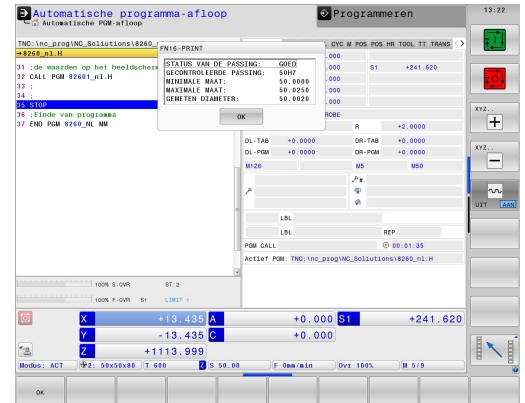 Automatische programma-afloop
Automatische PGM-afloop
Programmeren
13:22
TNC:\nc_prog\NC_Soliutions\8260_
→8260_nl.H
31 ;de waarden op het beeldscherm
32 CALL PGM 82601_nl.H
33 ;
34 ;
35 STOP
36 ;Einde van programma
37 END PGM 8260_NL MM
FN16-PRINT
STATUS VAN DE PASSING: GOED
GECONTROLEERDE PASSING: 50H7
MINIMALE MAAT: 50.0000
MAXIMALE MAAT: 50.0250
GEMETEN DIAMETER: 50.0020
OK
CYC M POS POS HR TOOL TT TRANS
.000
.000 S1 +241.620
.000
.000
.000
ROBE
R +2.0000
DL-TAB +0.0000 DR-TAB +0.0000
DL-PGM +0.0000 DR-PGM +0.0000
M126 M5 M50
P#
LBL
LBL REP
PGM CALL 00:01:35
Actief PGM: TNC:\nc_prog\NC_Soliutions\8260_nl.H
100% S-OVR ST:2
100% F-OVR S1 LIMIT 1
X +13.435 A +0.000 S1 +241.620
Y -13.435 C +0.000
Z +1113.999
Modus: ACT 2: 50x50x80 T 600 Z S 50.00 F 0mm/min Ovr 100% M 5/9
OK
XYZ..
XYZ..
UIT AAN